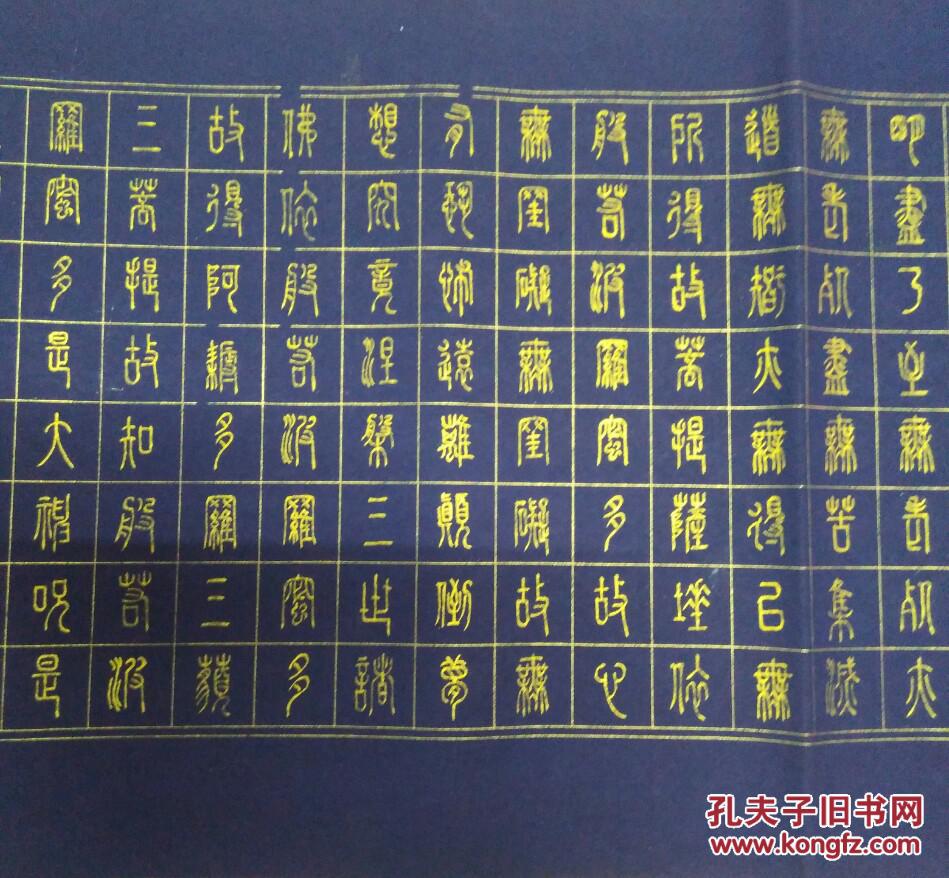 明盡乃至無老死亦
無老死盡無苦集滅
道無智亦無得以無
所得故菩提薩埵依
般若波羅蜜多故心
無罣礙無罣礙故無
有恐怖遠離顛倒夢
想究竟涅槃三世諸
佛依般若波羅蜜多
故得阿耨多羅三藐
三菩提故知般若波
羅蜜多是大神咒是
孔夫子旧书网
www.kongfz.com